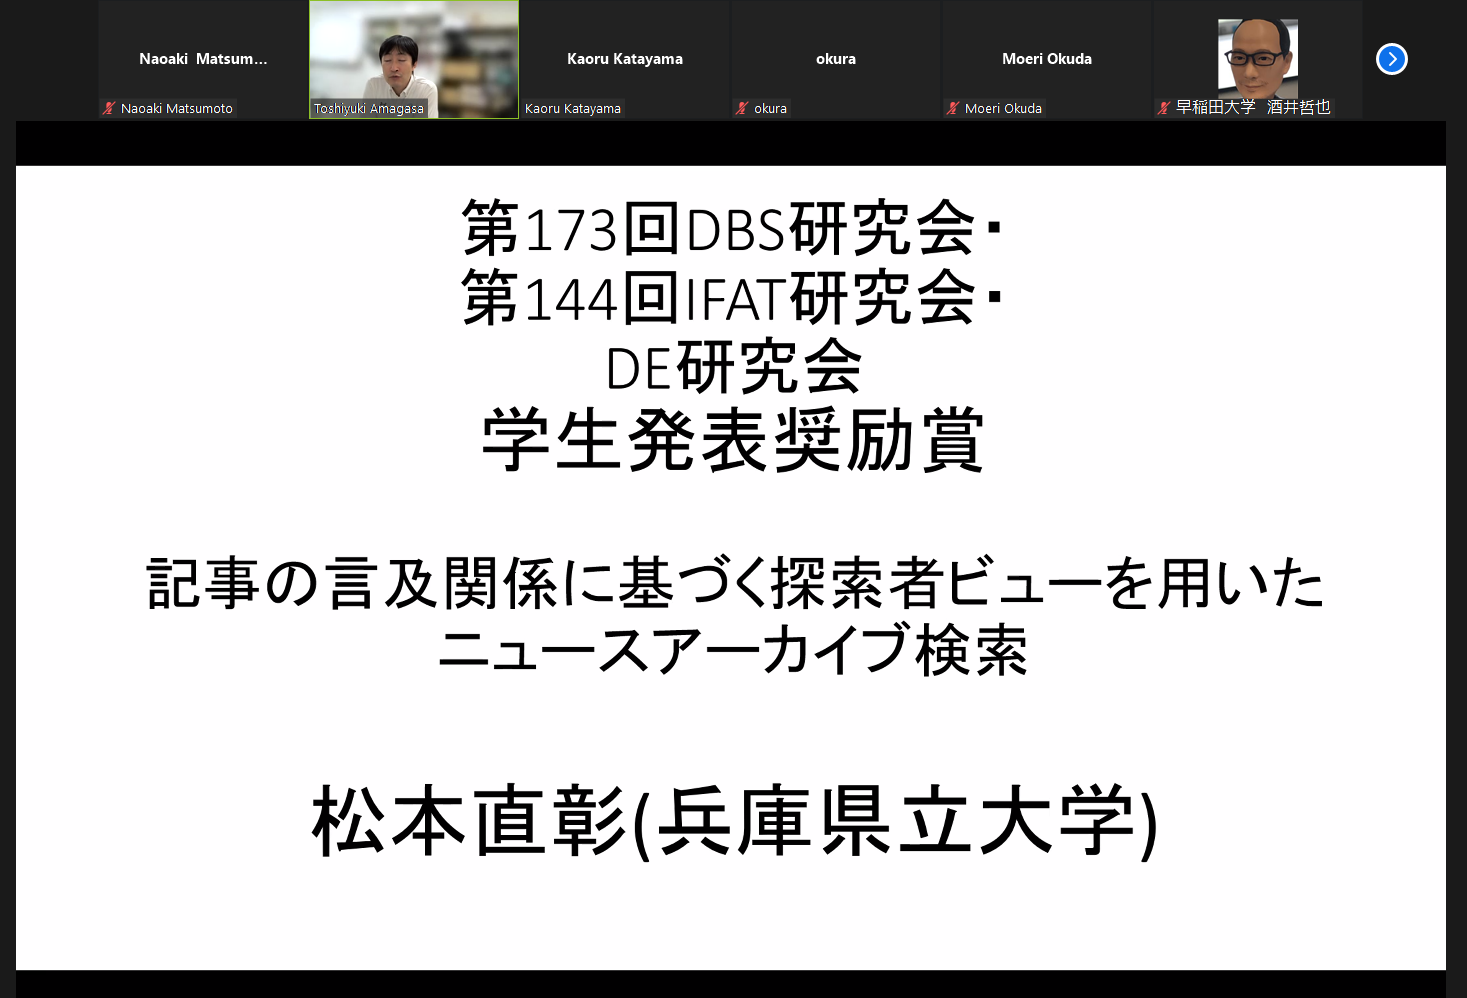 Naoaki Matsum...
Naoaki Matsumoto
Toshiyuki Amagasa
Kaoru Katayama
Kaoru Katayama
okura
okura
Moeri Okuda
Moeri Okuda
早稲田大学 酒井哲也
第173回DBS研究会・
第144回IFAT研究会・
DE研究会
学生発表奨励賞
記事の言及関係に基づく探索者ビューを用いた
ニュースアーカイブ検索
松本直彰(兵庫県立大学)